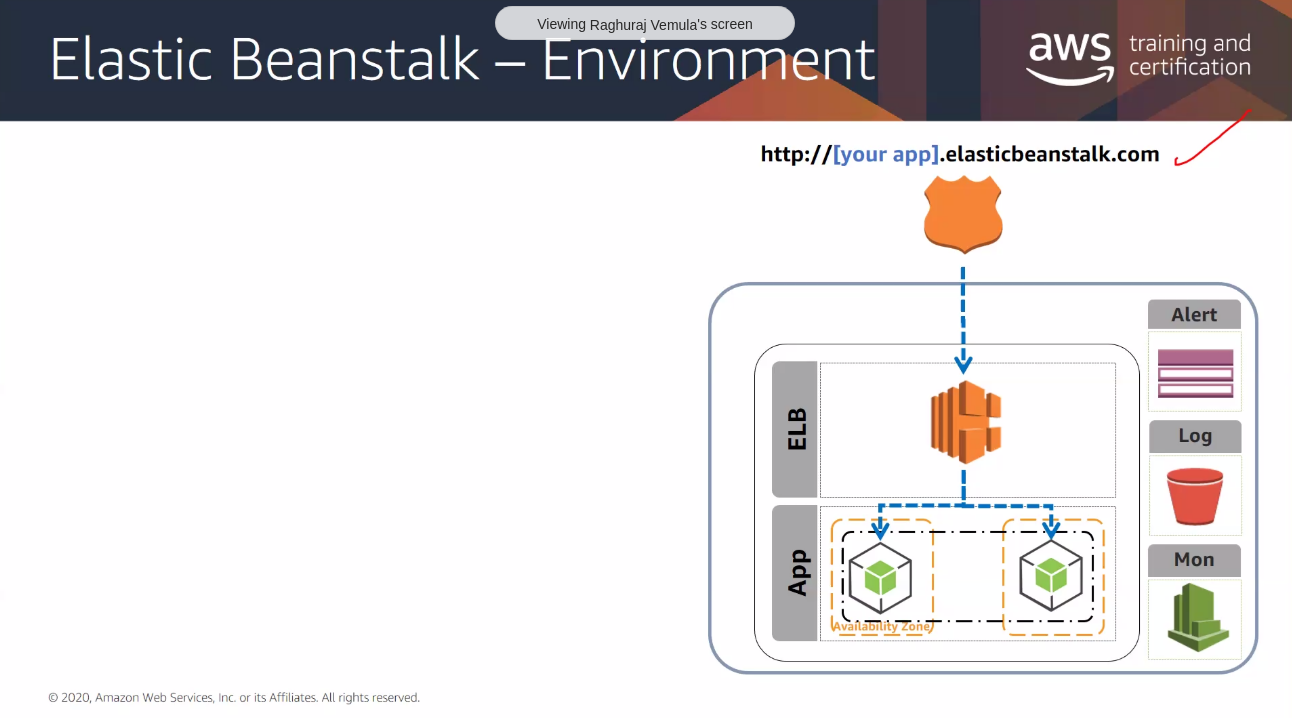 Viewing Raghuraj Vemula's screen
Elastic Beanstalk – Environment
aws training and
certification
http://[your app].elasticbeanstalk.com
Alert
ELB
Log
App
Mon
Availability Zone
© 2020, Amazon Web Services, Inc. or its Affiliates. All rights reserved.